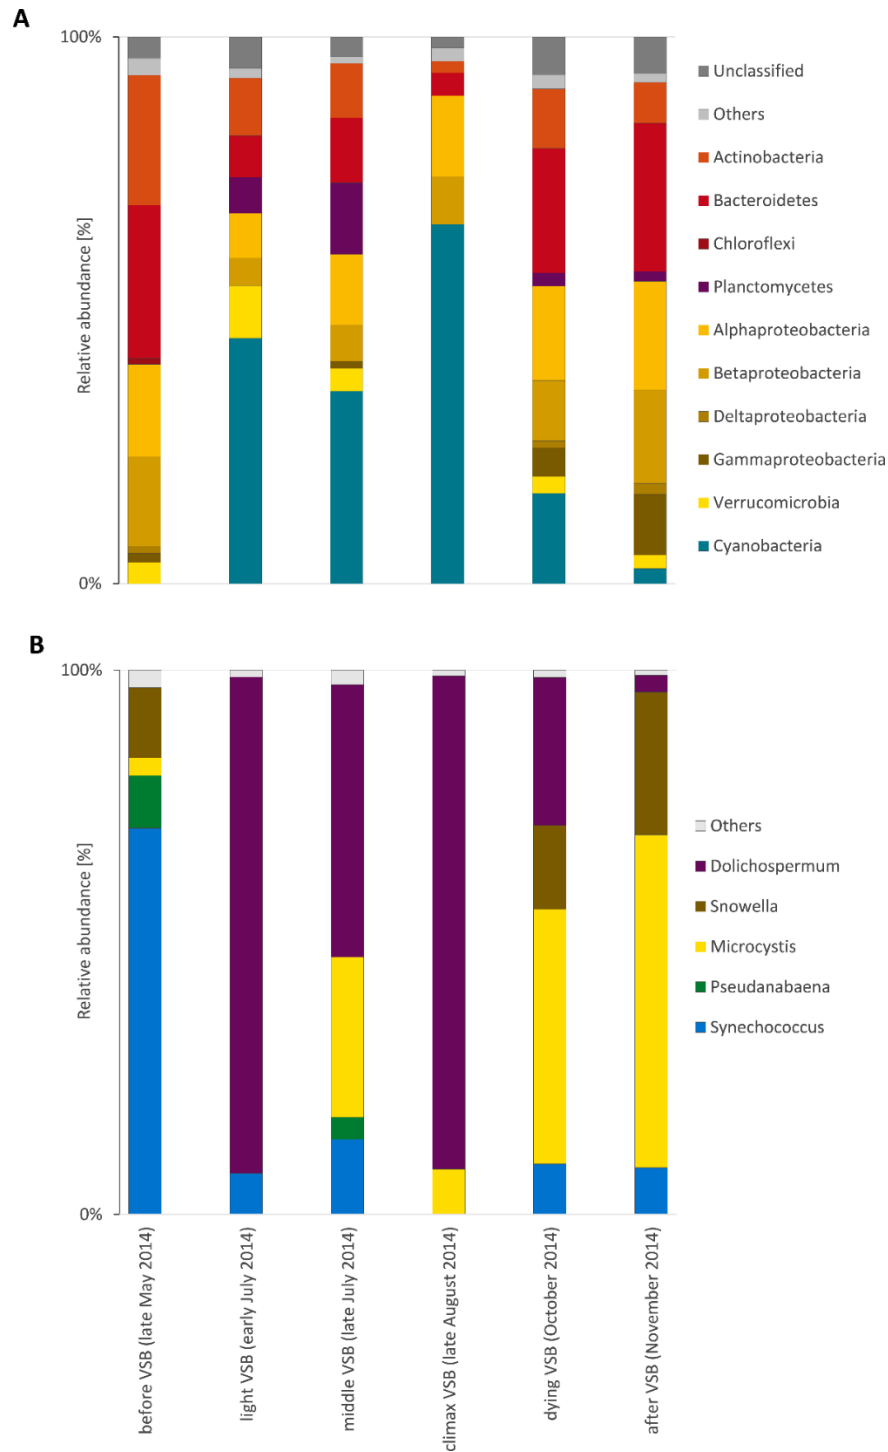 A
100%
Relative abundance [%]
0%
Unclassified
Others
Actinobacteria
Bacteroidetes
Chloroflexi
Planctomycetes
Alphaproteobacteria
Betaproteobacteria
Deltaproteobacteria
Gammaproteobacteria
Verrucomicrobia
Cyanobacteria
B
100%
Relative abundance [%]
0%
Others
Dolichospermum
Snowella
Microcystis
Pseudanabaena
Synechococcus
before VSB (late May 2014)
light VSB (early July 2014)
middle VSB (late July 2014)
climax VSB (late August 2014)
dying VSB (October 2014)
after VSB (November 2014)